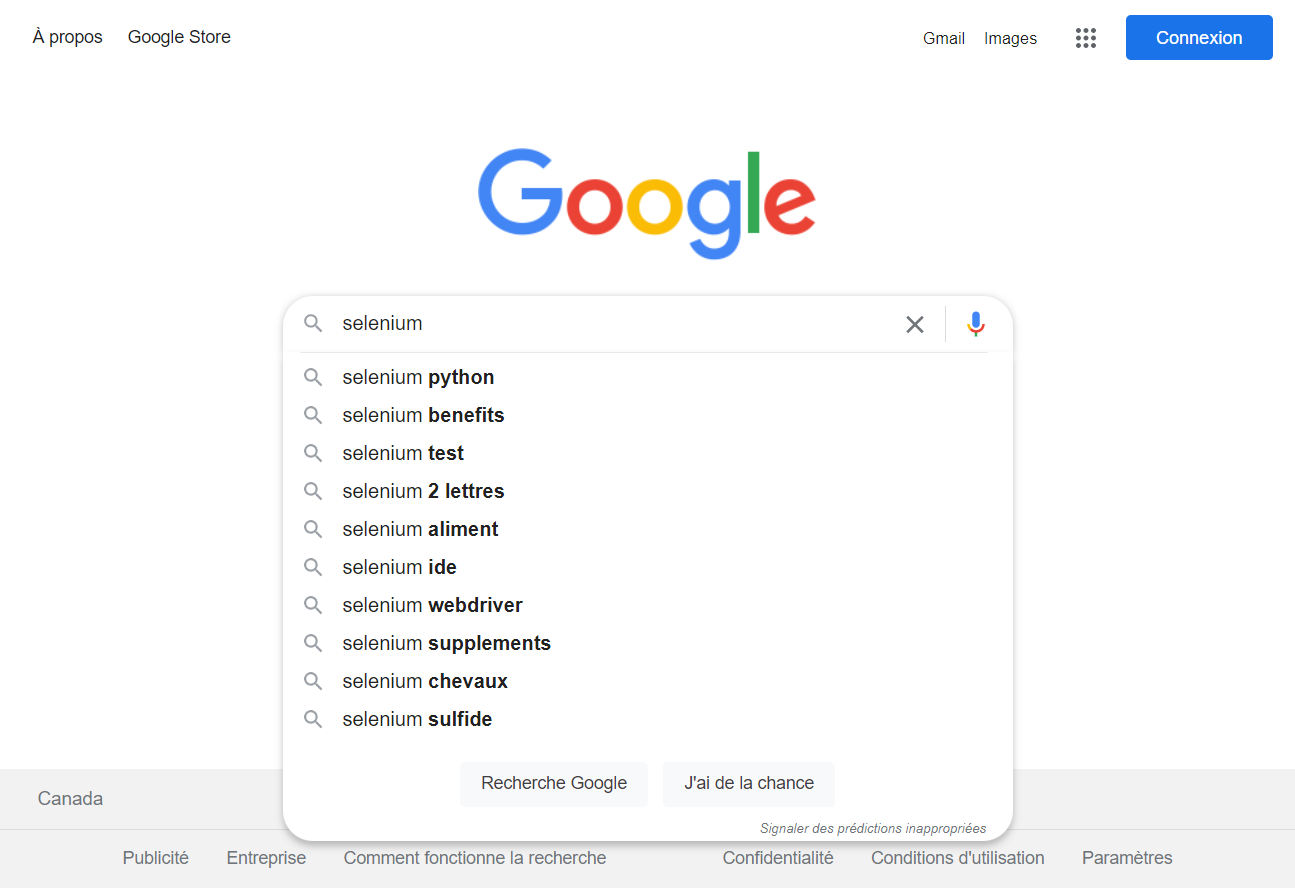 À propos Google Store Gmail Images Connexion
Google
selenium
selenium python
selenium benefits
selenium test
selenium 2 lettres
selenium aliment
selenium ide
selenium webdriver
selenium supplements
selenium chevaux
selenium sulfide
Recherche Google J'ai de la chance
Signaler des prédictions inappropriées
Canada
Publicité Entreprise Comment fonctionne la recherche Confidentialité Conditions d'utilisation Paramètres